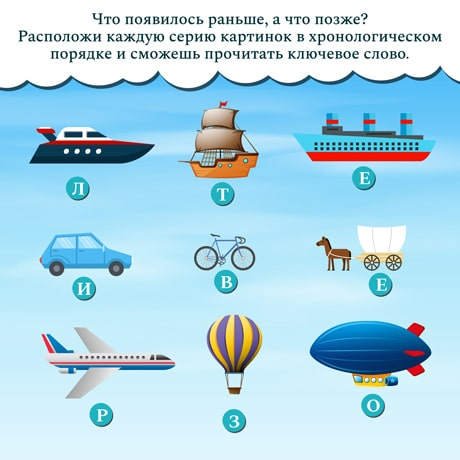 Что появилось раньше, а что позже?
Расположи каждую серию картинок в хронологическом
порядке и сможешь прочитать ключевое слово.
Л Т Е
И В Е
Р З О